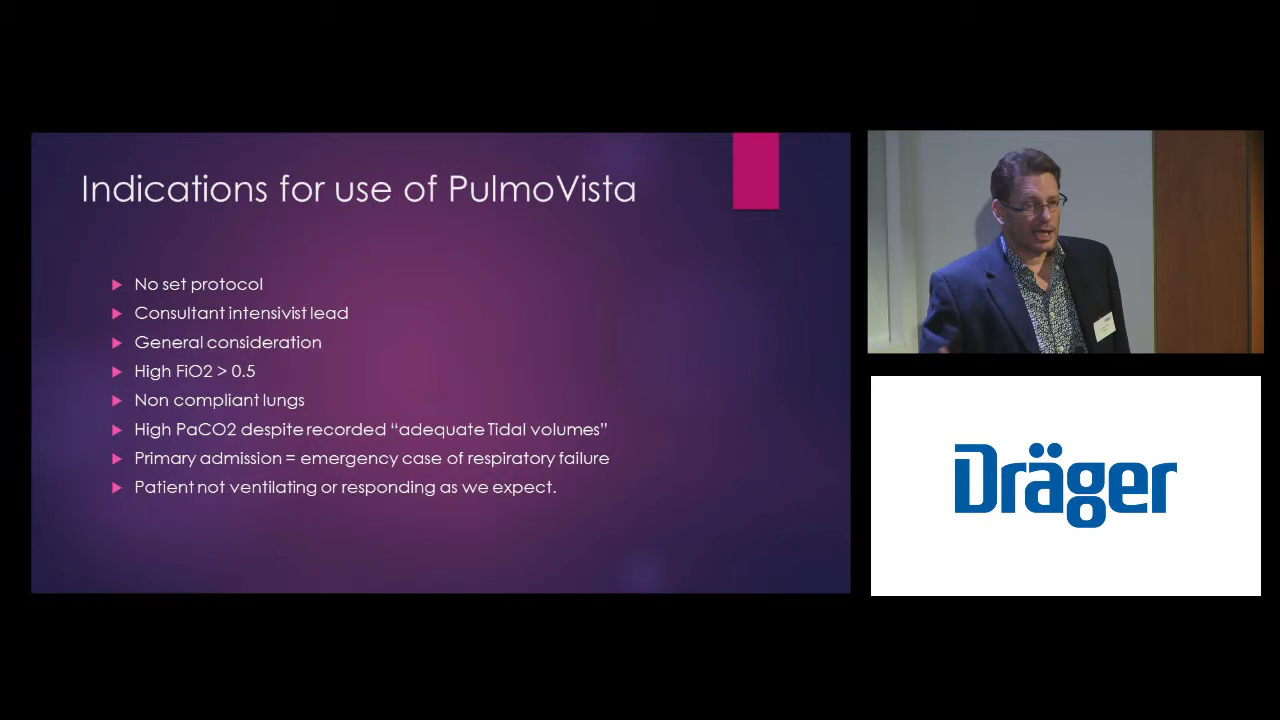 Indications for use of PulmoVista
No set protocol
Consultant intensivist lead
General consideration
High FiO2 > 0.5
Non compliant lungs
High PaCO2 despite recorded “adequate Tidal volumes”
Primary admission = emergency case of respiratory failure
Patient not ventilating or responding as we expect.
Dräger